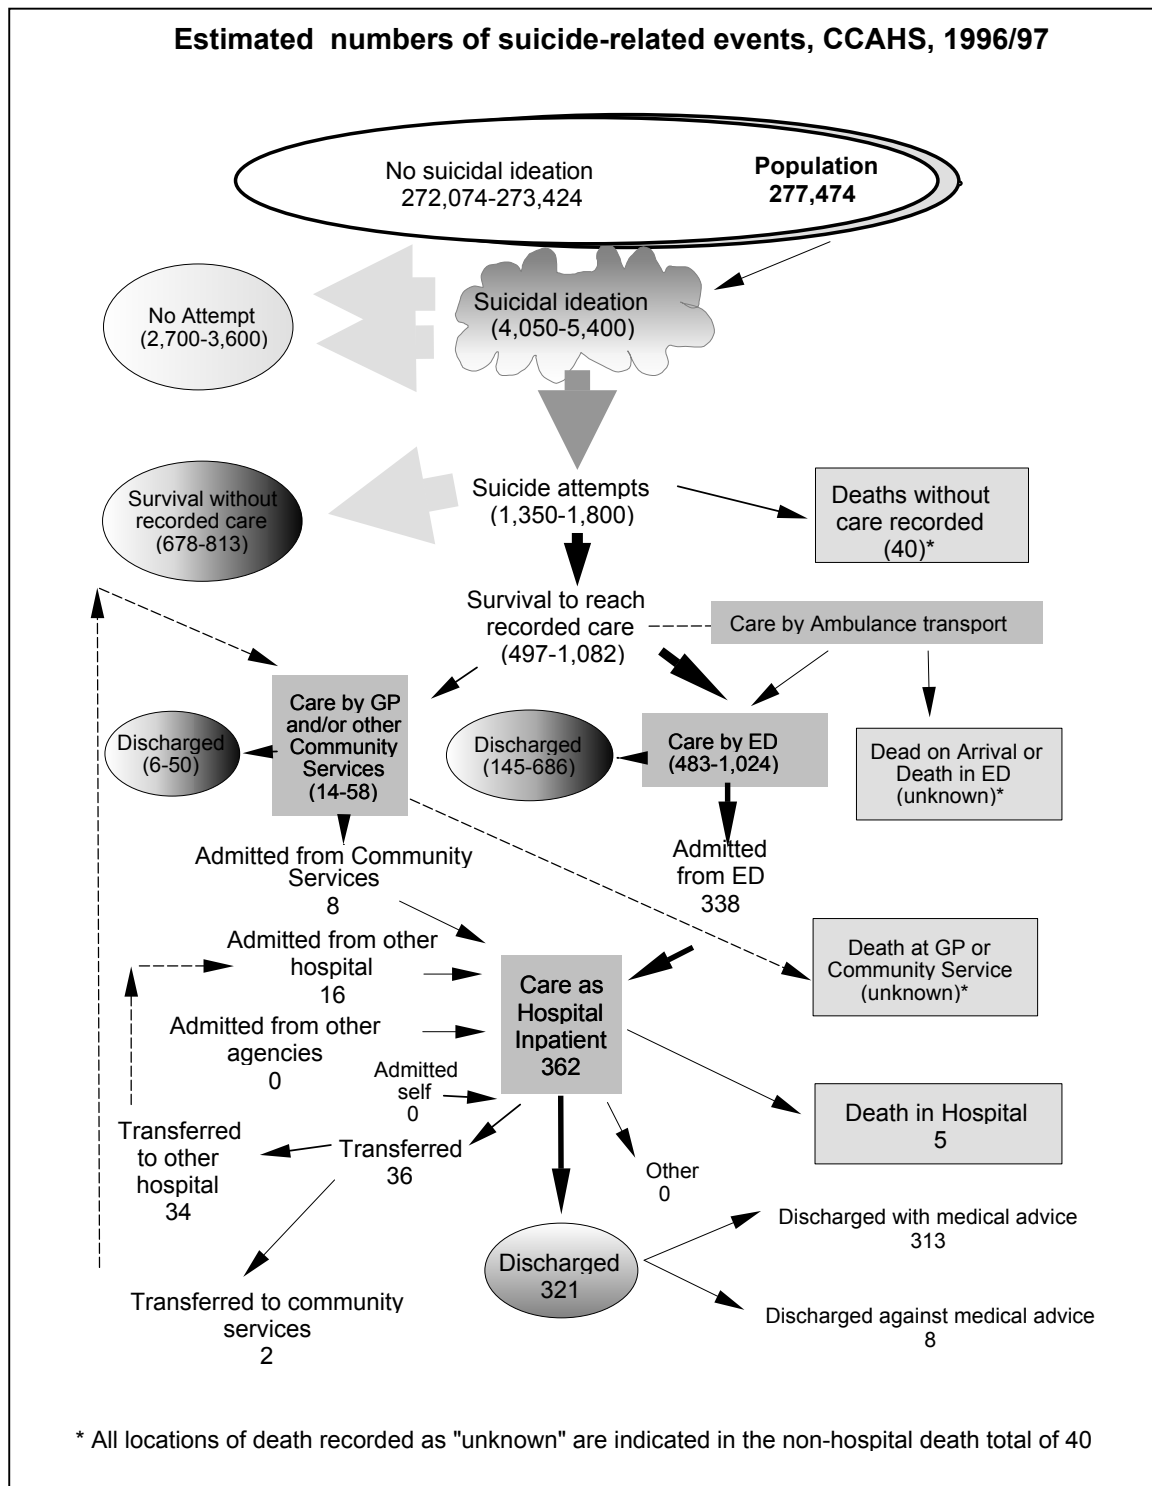 Estimated numbers of suicide-related events, CCAHS, 1996/97
No suicidal ideation
272,074-273,424
Population
277,474
Suicidal ideation
(4,050-5,400)
No Attempt
(2,700-3,600)
Suicide attempts
(1,350-1,800)
Survival without
recorded care
(678-813)
Deaths without
care recorded
(40)*
Survival to reach
recorded care
(497-1,082)
Care by Ambulance transport
Care by GP
and/or other
Community
Services
(14-58)
Discharged
(6-50)
Discharged
(145-686)
Care by ED
(483-1,024)
Dead on Arrival or
Death in ED
(unknown)*
Admitted from Community
Services
8
Admitted
from ED
338
Admitted from other
hospital
16
Care as
Hospital
Inpatient
362
Death at GP or
Community Service
(unknown)*
Admitted from other
agencies
0
Admitted
self
0
Death in Hospital
5
Transferred
to other
hospital
34
Transferred
36
Other
0
Discharged
321
Discharged with medical advice
313
Transferred to community
services
2
Discharged against medical advice
8
* All locations of death recorded as "unknown" are indicated in the non-hospital death total of 40